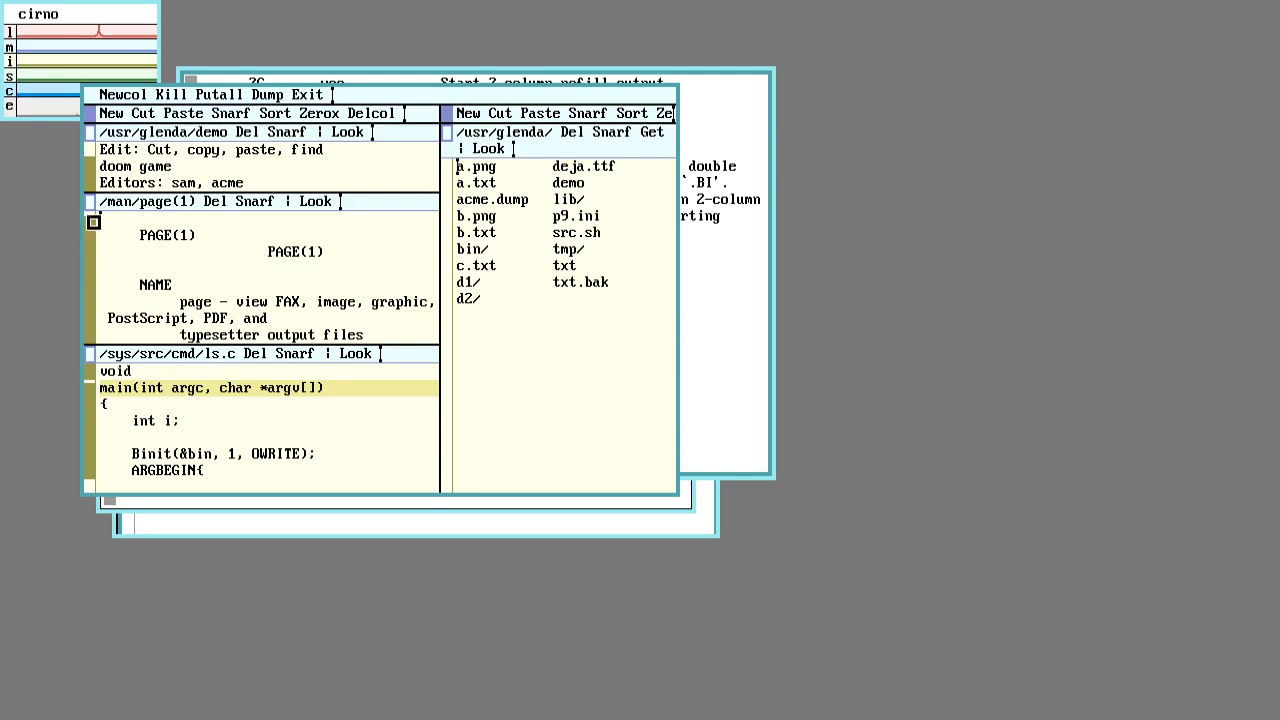 cirno
l
m
i
s
c
e
2C      yes               Start 2-column refill output
Newcol Kill Putall Dump Exit
New Cut Paste Snarf Sort Zerox Delcol
/usr/glenda/demo Del Snarf | Look
Edit: Cut, copy, paste, find
doom game
Editors: sam, acme
/man/page(1) Del Snarf | Look
PAGE(1)
PAGE(1)
NAME
page - view FAX, image, graphic,
PostScript, PDF, and
typesetter output files
/sys/src/cmd/ls.c Del Snarf | Look
void
main(int argc, char *argv[])
{
int i;
Binit(&bin, 1, OWRITE);
ARGBEGIN{
New Cut Paste Snarf Sort Ze
/usr/glenda/ Del Snarf Get
| Look
a.png       deja.ttf
a.txt       demo
acme.dump   lib/
b.png       p9.ini
b.txt       src.sh
bin/        tmp/
c.txt       txt
d1/         txt.bak
d2/
double
`.BI'.
n 2-column
rting